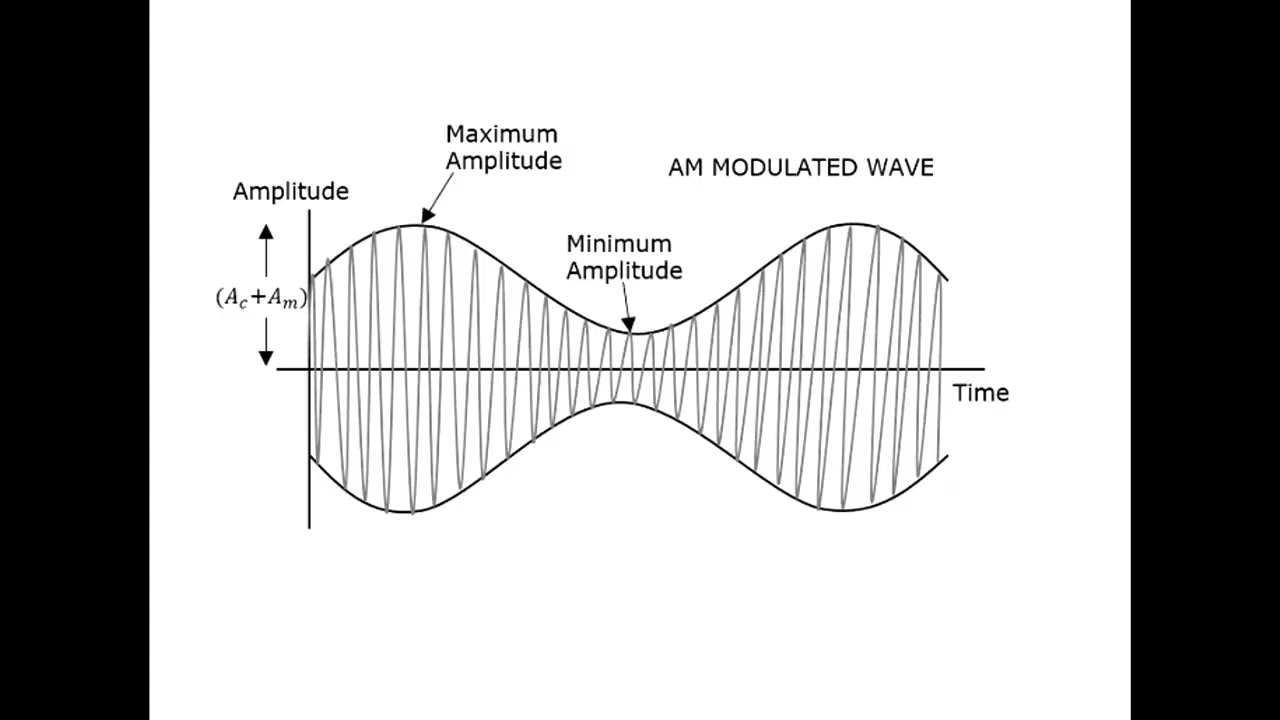 Maximum
Amplitude
AM MODULATED WAVE
Amplitude
Minimum
Amplitude
(A_c+A_m)
Time